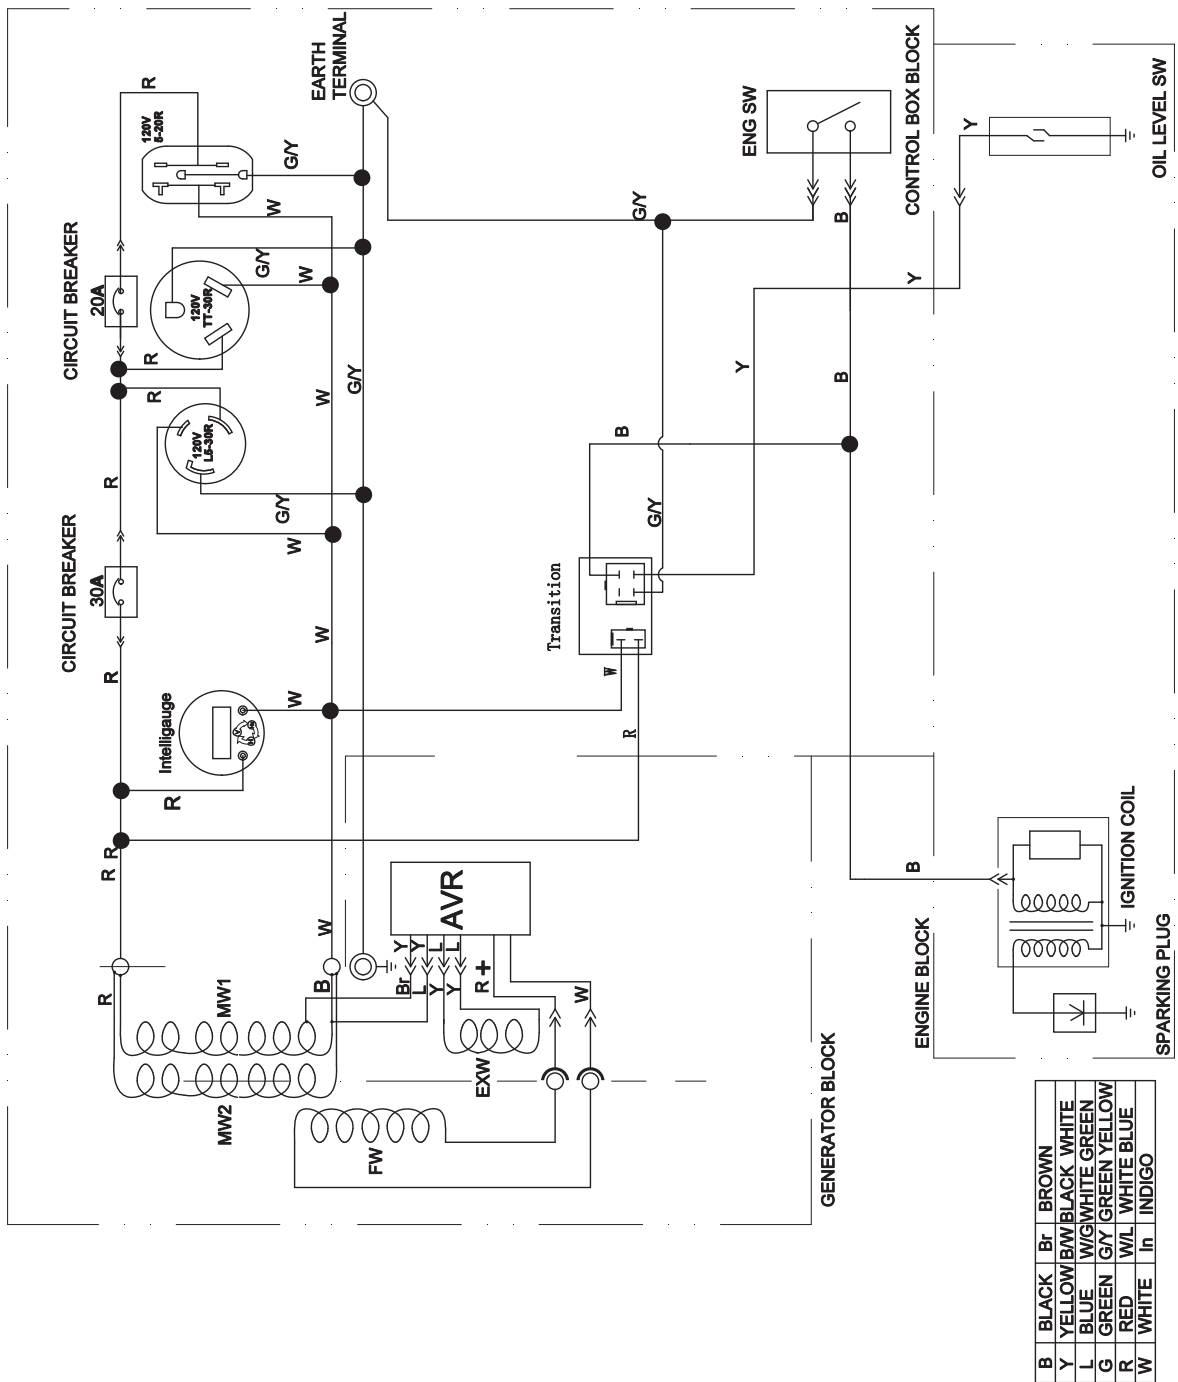 CIRCUIT BREAKER
30A
CIRCUIT BREAKER
20A
R
R
R
R
R
R
R
R
R
R
120V
5-20R
120V
TT-30R
120V
L5-30R
Intelligauge
G/Y
W
G/Y
W
G/Y
W
W
W
W
W
G/Y
EARTH
TERMINAL
ENG SW
CONTROL BOX BLOCK
OIL LEVEL SW
G/Y
B
Y
Y
Y
B
B
G/Y
Transition
W
R
MW1
MW2
B
AVR
Y
Y
L
L
Br
L
Y
Y
R
+
W
EXW
FW
GENERATOR BLOCK
B
ENGINE BLOCK
IGNITION COIL
SPARKING PLUG
B BLACK Br BROWN
Y YELLOW B/W BLACK WHITE
L BLUE W/G WHITE GREEN
G GREEN G/Y GREEN YELLOW
R RED W/L WHITE BLUE
W WHITE In INDIGO